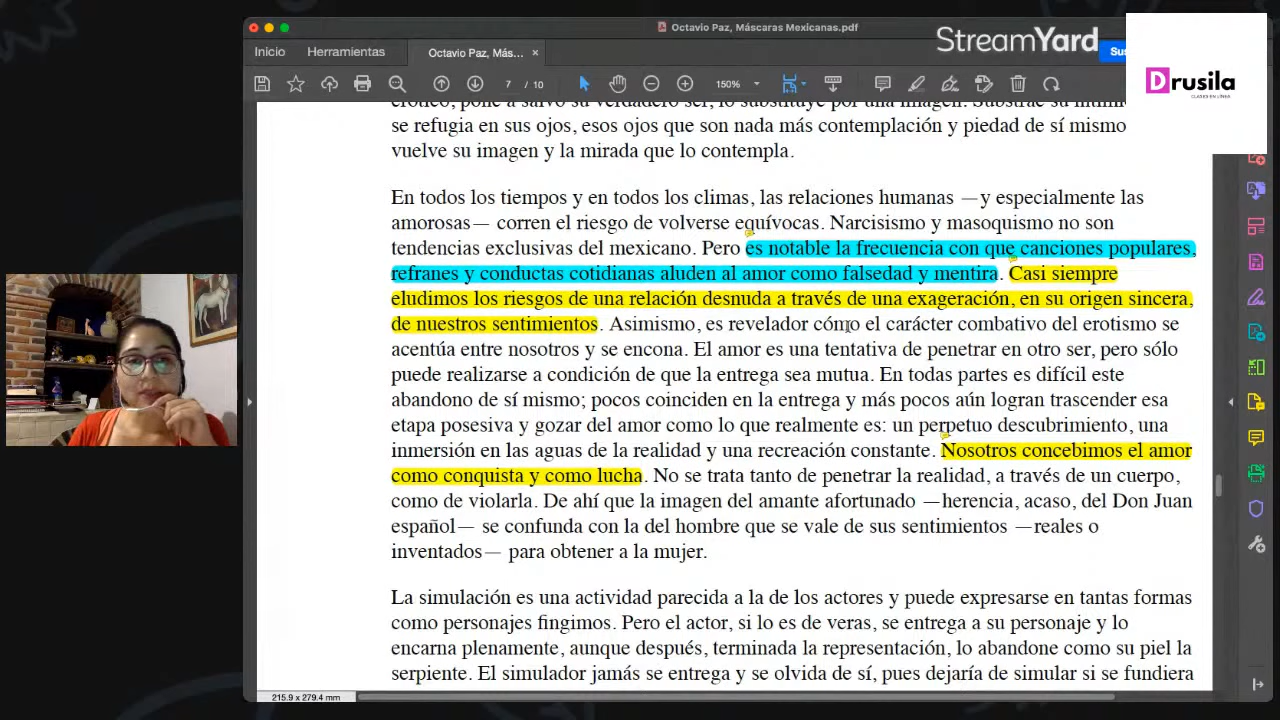 Octavio Paz, Máscaras Mexicanas.pdf
StreamYard
Inicio
Herramientas
Octavio Paz, Más...
×
Drusila
CLASES EN LÍNEA
7 / 10
150%
erótico, pone a salvo su verdadero ser, lo substituye por una imagen. Substrae su
se refugia en sus ojos, esos ojos que son nada más contemplación y piedad de sí mismo
vuelve su imagen y la mirada que lo contempla.
En todos los tiempos y en todos los climas, las relaciones humanas —y especialmente las
amorosas— corren el riesgo de volverse equívocas. Narcisismo y masoquismo no son
tendencias exclusivas del mexicano. Pero es notable la frecuencia con que canciones populares,
refranes y conductas cotidianas aluden al amor como falsedad y mentira. Casi siempre
eludimos los riesgos de una relación desnuda a través de una exageración, en su origen sincera,
de nuestros sentimientos. Asimismo, es revelador cómo el carácter combativo del erotismo se
acentúa entre nosotros y se encona. El amor es una tentativa de penetrar en otro ser, pero sólo
puede realizarse a condición de que la entrega sea mutua. En todas partes es difícil este
abandono de sí mismo; pocos coinciden en la entrega y más pocos aún logran trascender esa
etapa posesiva y gozar del amor como lo que realmente es: un perpetuo descubrimiento, una
inmersión en las aguas de la realidad y una recreación constante. Nosotros concebimos el amor
como conquista y como lucha. No se trata tanto de penetrar la realidad, a través de un cuerpo,
como de violarla. De ahí que la imagen del amante afortunado —herencia, acaso, del Don Juan
español— se confunda con la del hombre que se vale de sus sentimientos —reales o
inventados— para obtener a la mujer.
La simulación es una actividad parecida a la de los actores y puede expresarse en tantas formas
como personajes fingimos. Pero el actor, si lo es de veras, se entrega a su personaje y lo
encarna plenamente, aunque después, terminada la representación, lo abandone como su piel la
serpiente. El simulador jamás se entrega y se olvida de sí, pues dejaría de simular si se fundiera
215.9 x 279.4 mm